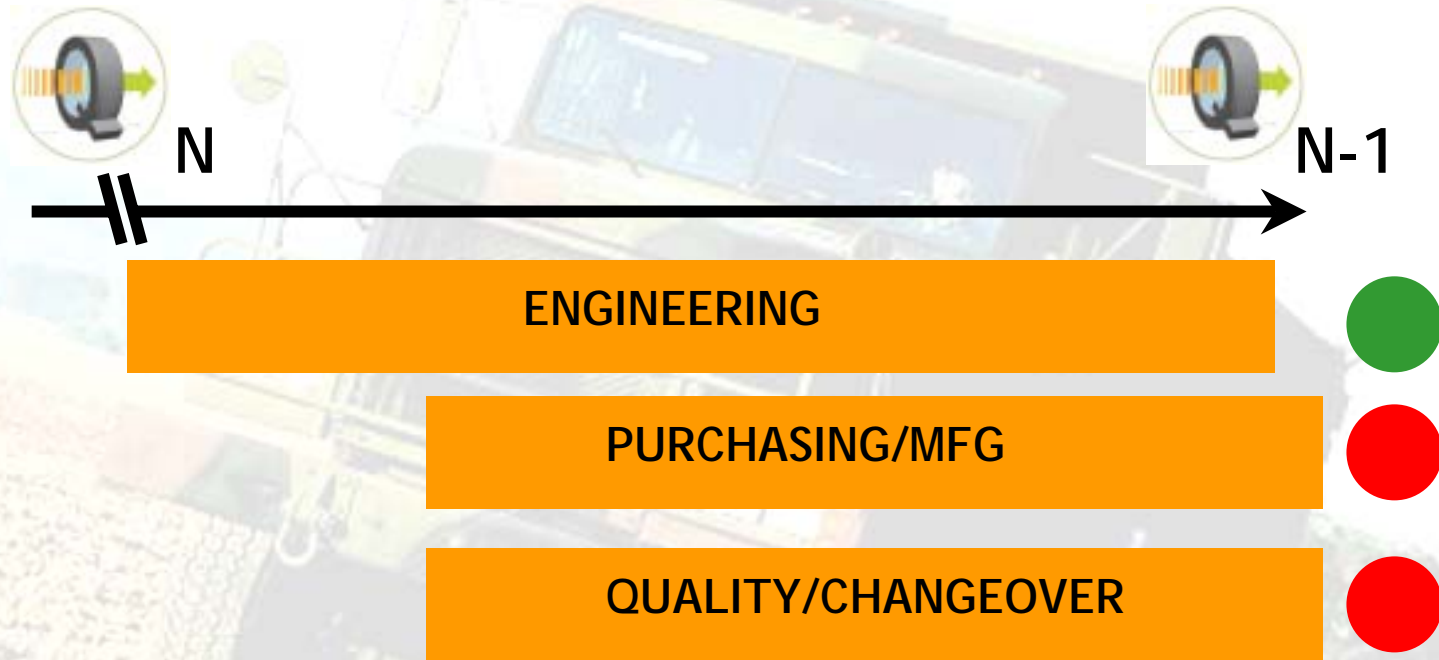 N
N-1
ENGINEERING
PURCHASING/MFG
QUALITY/CHANGEOVER